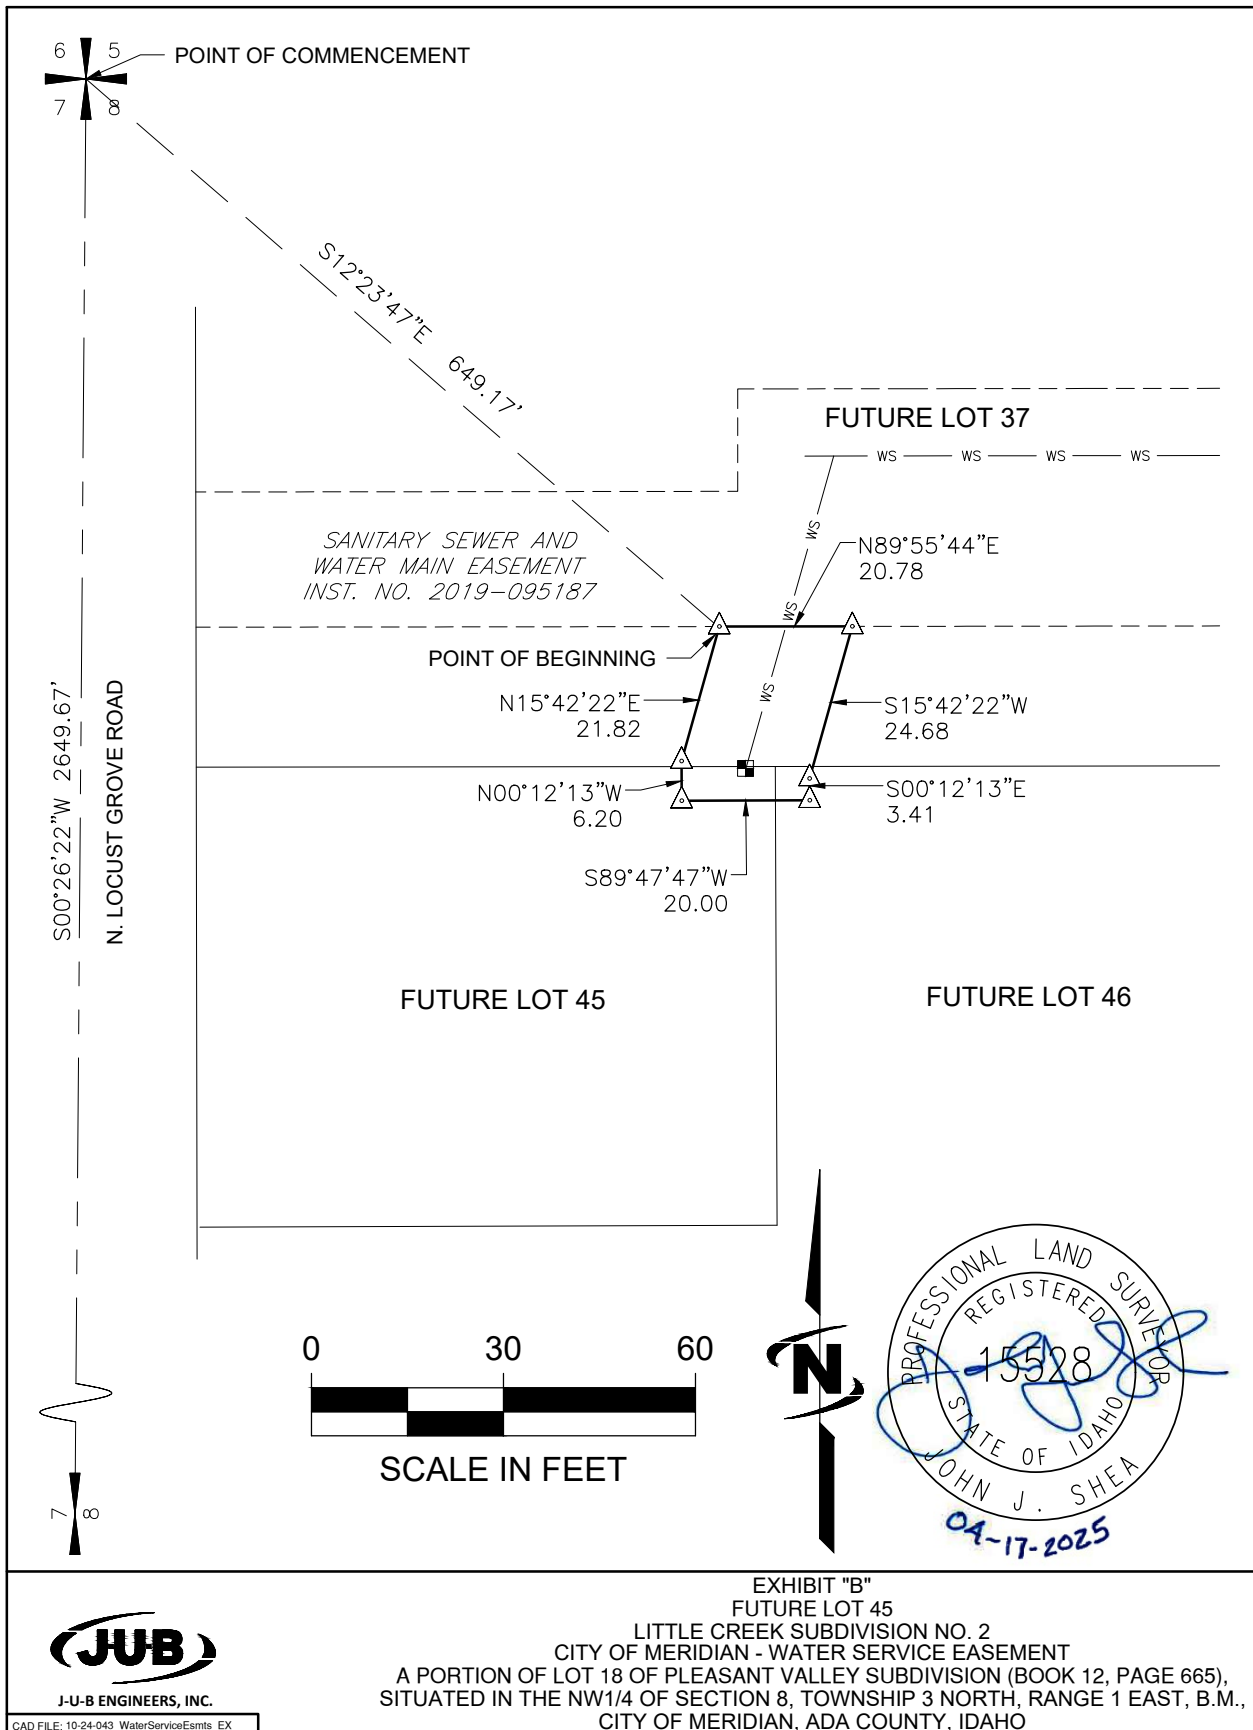 6 5
7 8
POINT OF COMMENCEMENT
S12°23'47"E 649.17'
FUTURE LOT 37
WS WS WS WS
WS
WS
WS
SANITARY SEWER AND
WATER MAIN EASEMENT
INST. NO. 2019-095187
N89°55'44"E
20.78
POINT OF BEGINNING
N15°42'22"E
21.82
S15°42'22"W
24.68
N00°12'13"W
6.20
S00°12'13"E
3.41
S89°47'47"W
20.00
S00°26'22"W 2649.67'
N. LOCUST GROVE ROAD
FUTURE LOT 45
FUTURE LOT 46
0 30 60
SCALE IN FEET
N
PROFESSIONAL LAND SURVEYOR
REGISTERED
15528
STATE OF IDAHO
JOHN J. SHEA
04-17-2025
7 8
JUB
J-U-B ENGINEERS, INC.
CAD FILE: 10-24-043_WaterServiceEsmts_EX
EXHIBIT "B"
FUTURE LOT 45
LITTLE CREEK SUBDIVISION NO. 2
CITY OF MERIDIAN - WATER SERVICE EASEMENT
A PORTION OF LOT 18 OF PLEASANT VALLEY SUBDIVISION (BOOK 12, PAGE 665),
SITUATED IN THE NW1/4 OF SECTION 8, TOWNSHIP 3 NORTH, RANGE 1 EAST, B.M.,
CITY OF MERIDIAN, ADA COUNTY, IDAHO